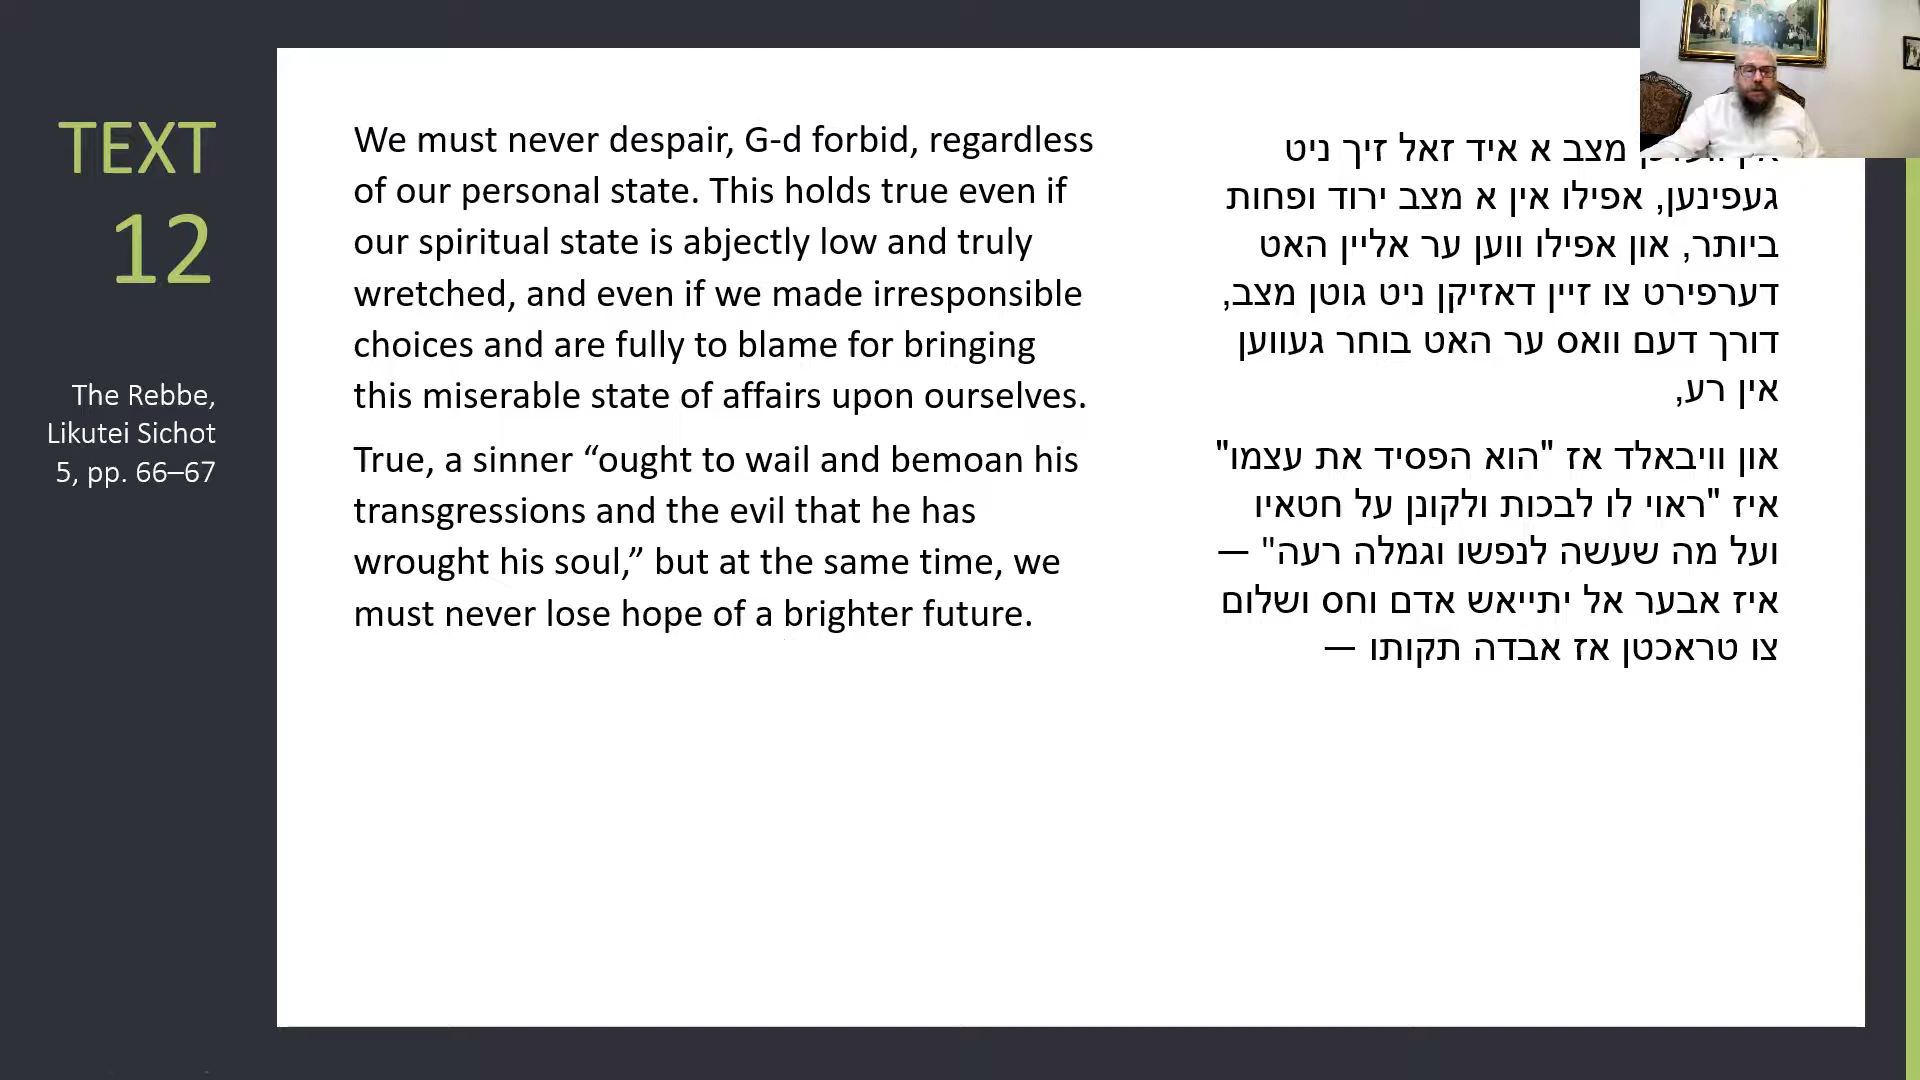 TEXT
12
The Rebbe,
Likutei Sichot
5, pp. 66–67
We must never despair, G-d forbid, regardless
of our personal state. This holds true even if
our spiritual state is abjectly low and truly
wretched, and even if we made irresponsible
choices and are fully to blame for bringing
this miserable state of affairs upon ourselves.
True, a sinner “ought to wail and bemoan his
transgressions and the evil that he has
wrought his soul,” but at the same time, we
must never lose hope of a brighter future.
מצב א איד זאל זיך ניט
געפינען, אפילו אין א מצב ירוד ופחות
ביותר, און אפילו ווען ער אליין האט
דערפירט צו זיין דאזיקן ניט גוטן מצב,
דורך דעם וואס ער האט בוחר געווען
אין רע,
און וויבאלד אז "הוא הפסיד את עצמו"
איז "ראוי לו לבכות ולקונן על חטאיו
ועל מה שעשה לנפשו וגמלה רעה" —
איז אבער אל יתייאש אדם וחס ושלום
צו טראכטן אז אבדה תקותו —